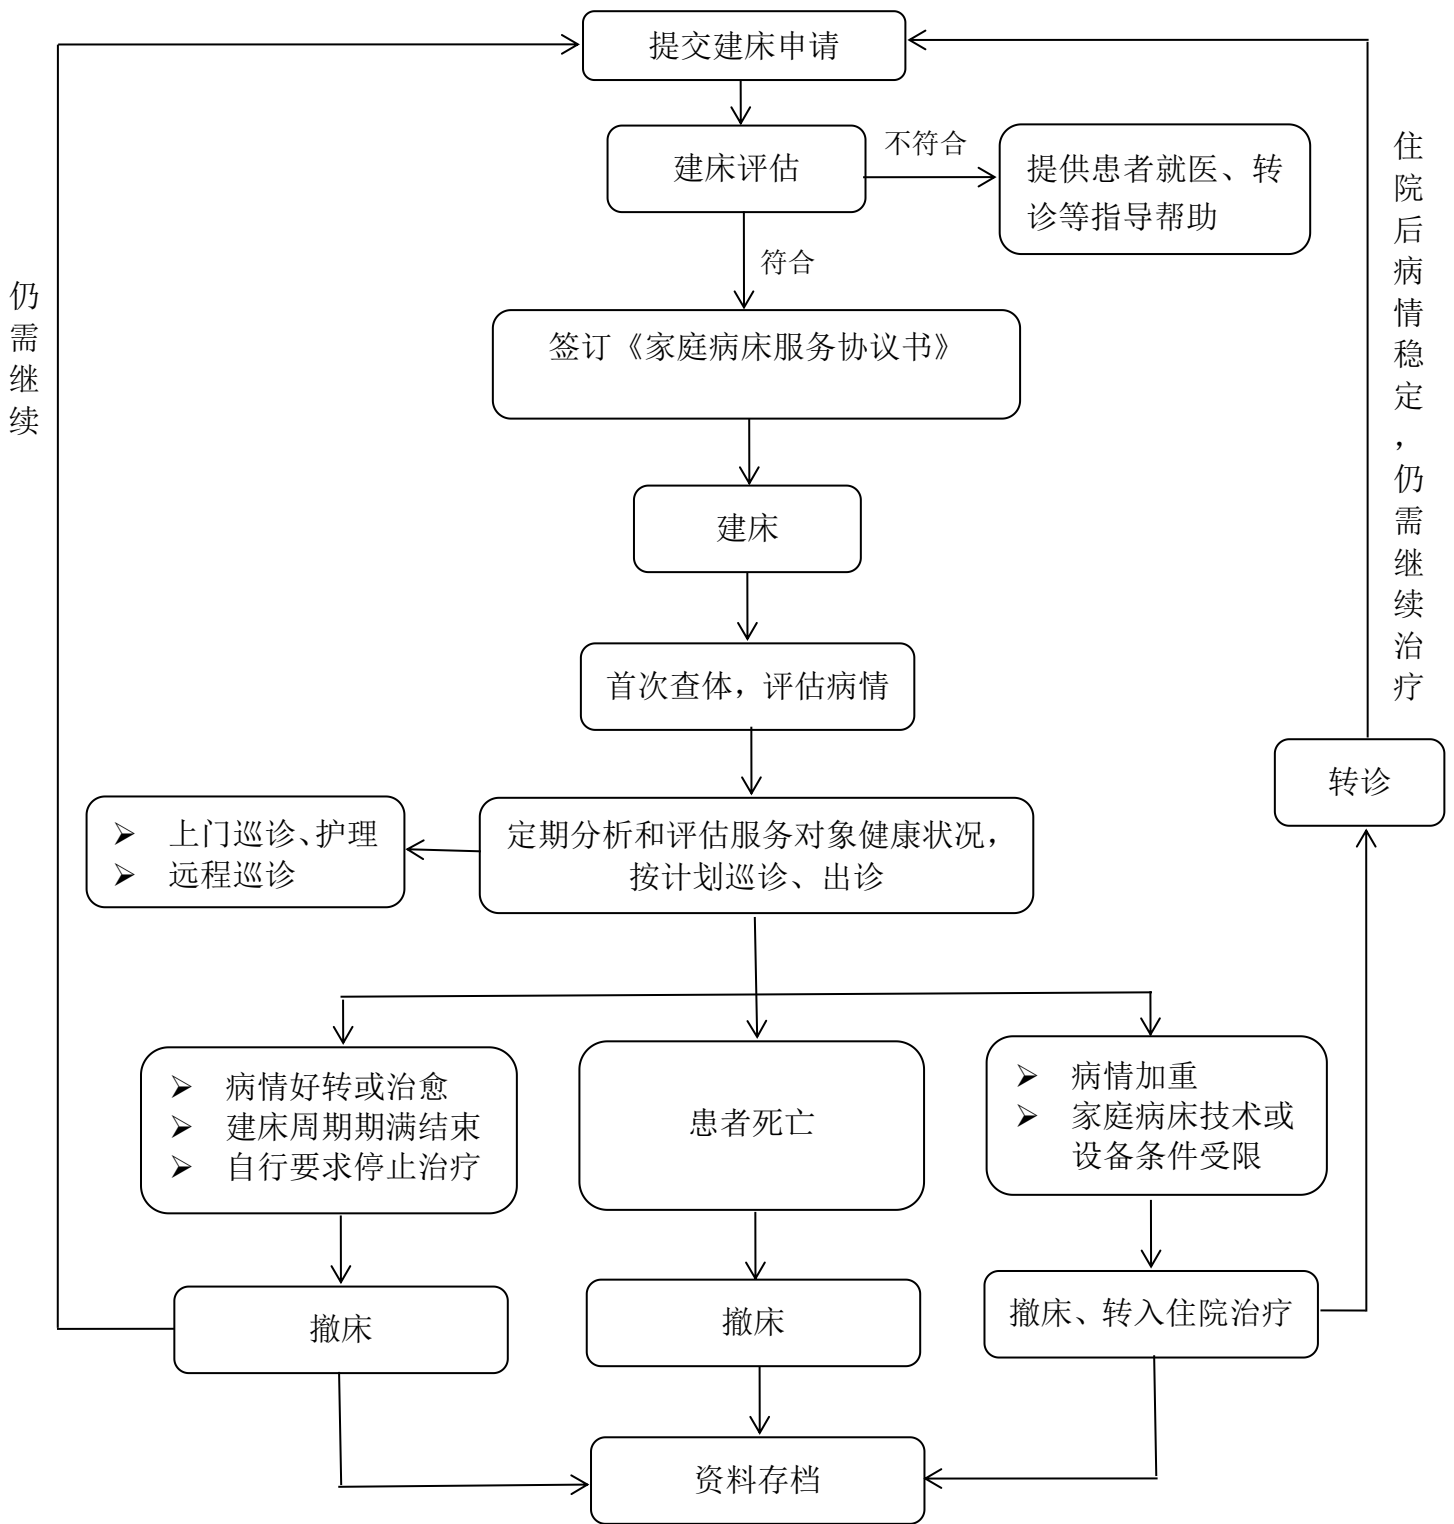 提交建床申请
建床评估
不符合
提供患者就医、转
诊等指导帮助
符合
签订《家庭病床服务协议书》
建床
首次查体，评估病情
定期分析和评估服务对象健康状况，
按计划巡诊、出诊
➢ 上门巡诊、护理
➢ 远程巡诊
➢ 病情好转或治愈
➢ 建床周期期满结束
➢ 自行要求停止治疗
患者死亡
➢ 病情加重
➢ 家庭病床技术或
设备条件受限
撤床
撤床
撤床、转入住院治疗
转诊
资料存档
仍需继续
住院后病情稳定，仍需继续治疗